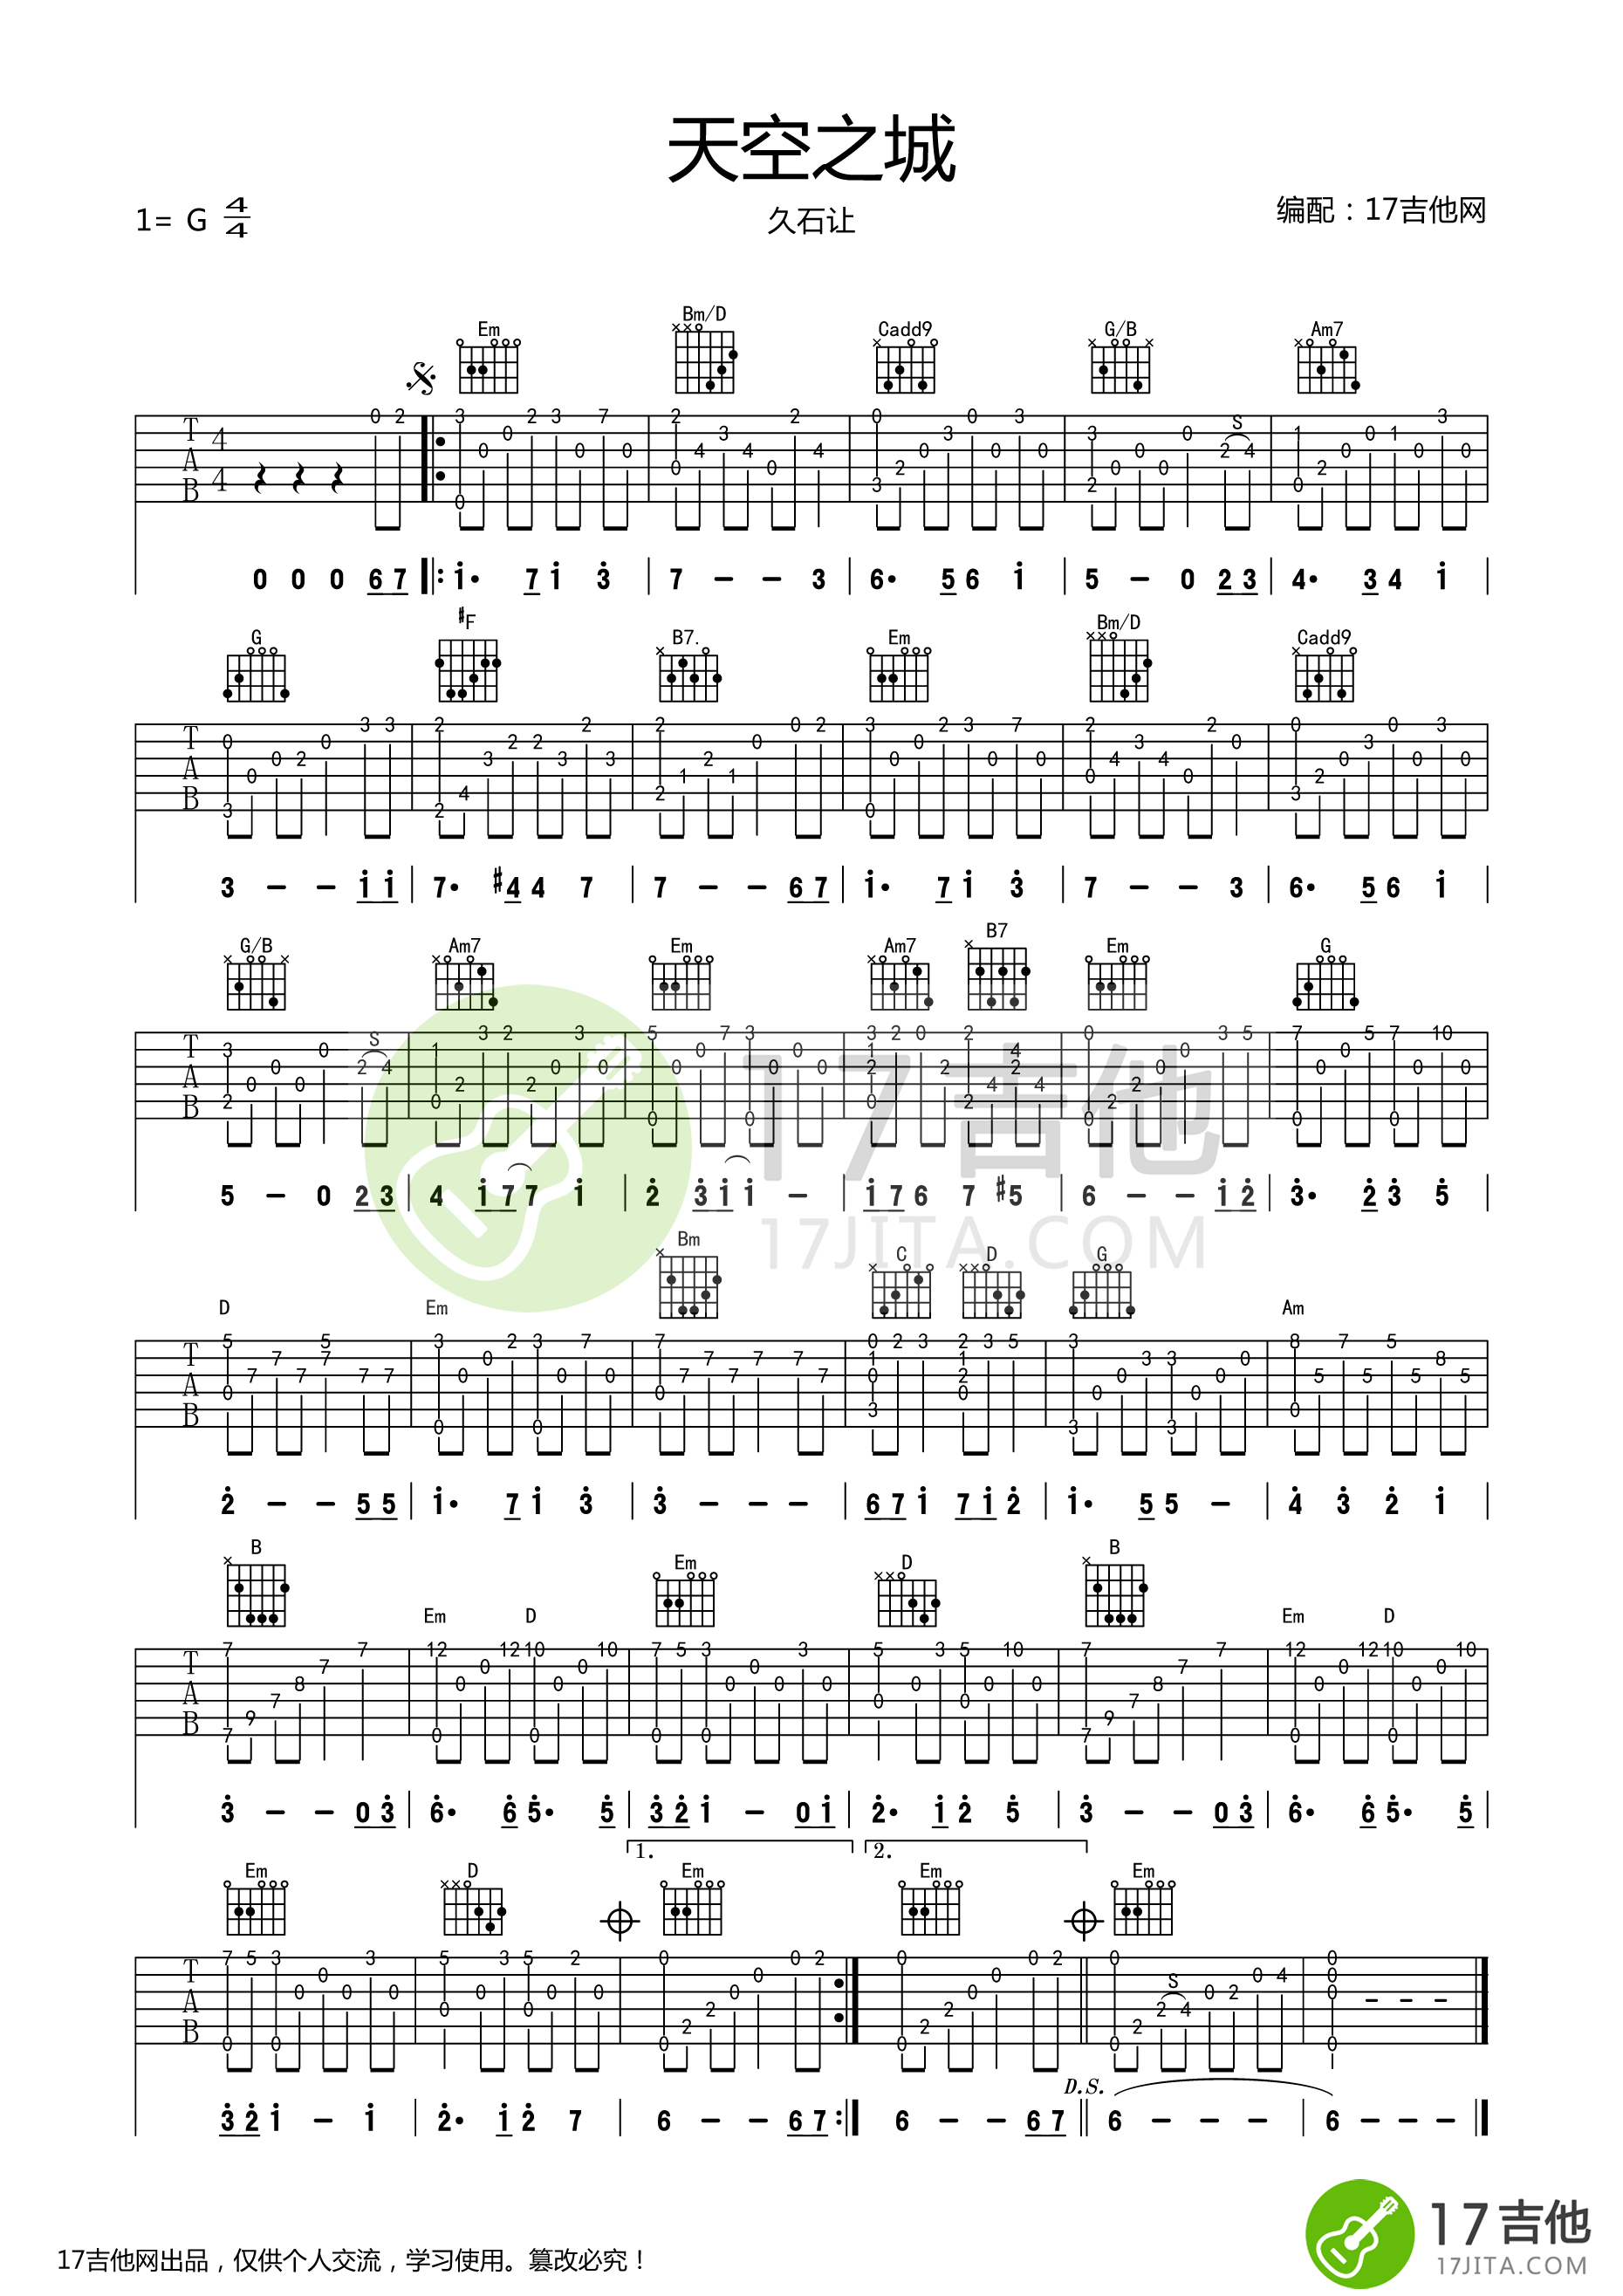 天空之城
1= G 4/4
久石让
编配：17吉他网
Em Bm/D Cadd9 G/B Am7
S
T A B 4 4
0 0 0 6 7 1· 7 1 3 7 – – 3 6· 5 6 1 5 – 0 2 3 4· 3 4 1
G #F B7. Em Bm/D Cadd9
T A B
3 – – 1 1 7· #4 4 7 7 – – 6 7 1· 7 1 3 7 – – 3 6· 5 6 1
G/B Am7 Em Am7 B7 Em G
S
T A B
5 – 0 2 3 4 1 7 7 1 2 3 1 1 – 1 7 6 7 #5 6 – – 1 2 3· 2 3 5
17吉他
17JITA.COM
D Em Bm C D G Am
T A B
2 – – 5 5 1· 7 1 3 3 – – – 6 7 1 7 1 2 1· 5 5 – 4 3 2 1
B Em D Em D B Em D
T A B
3 – – 0 3 6· 6 5· 5 3 2 1 – 0 1 2· 1 2 5 3 – – 0 3 6· 6 5· 5
1. 2.
Em D Em Em Em
S
T A B
D.S.
3 2 1 – 1 2· 1 2 7 6 – – 6 7 6 – – 6 7 6 – – – 6 – – –
17吉他网出品，仅供个人交流，学习使用。篡改必究！
17吉他
17JITA.COM